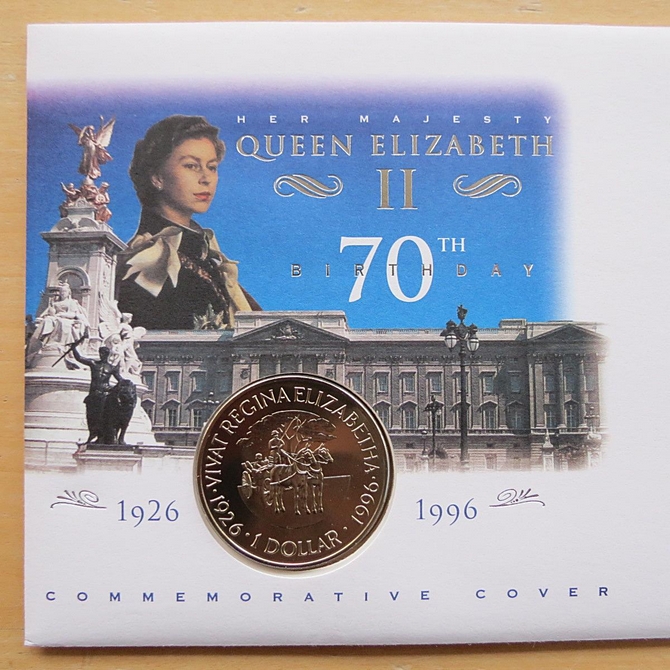 HER MAJESTY
QUEEN ELIZABETH
II
70TH
BIRTHDAY
· VIVAT REGINA ELIZABETHA ·
1926 · 1 DOLLAR · 1996
1926
1996
COMMEMORATIVE COVER